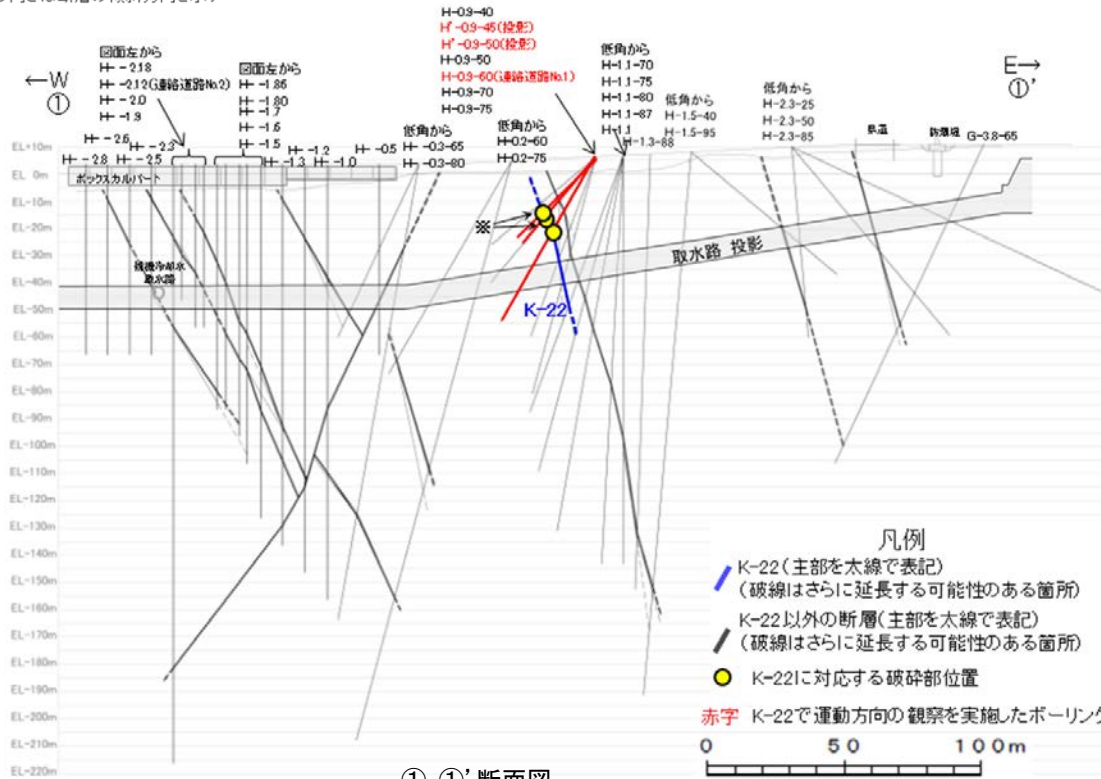 H-0.9-40
H'-0.9-45(投影)
H'-0.9-50(投影)
H-0.9-50
H-0.9-60(連絡道路No.1)
H-0.9-70
H-0.9-75
図面左から
H- -2.18
H- -2.12(連絡道路No.2)
H- -2.0
H- -1.9
図面左から
H- -1.86
H- -1.80
H- -1.7
H- -1.6
H- -1.5
低角から
H-1.1-70
H-1.1-75
H-1.1-80
H-1.1-87
H-1.1
H-1.3-88
低角から
H-1.5-40
H-1.5-95
低角から
H-2.3-25
H-2.3-50
H-2.3-85
←W
①
E→
①'
県道
防潮堤
G-3.8-65
H- -2.6
H- -2.3
H- -2.8
H- -2.5
H- -1.3
H- -1.2
H- -1.0
H- -0.5
低角から
H- -0.3-65
H- -0.3-80
低角から
H-0.2-60
H-0.2-75
ボックスカルバート
補機冷却水
取水路
※
取水路 投影
K-22
EL+10m
EL 0m
EL-10m
EL-20m
EL-30m
EL-40m
EL-50m
EL-60m
EL-70m
EL-80m
EL-90m
EL-100m
EL-110m
EL-120m
EL-130m
EL-140m
EL-150m
EL-160m
EL-170m
EL-180m
EL-190m
EL-200m
EL-210m
EL-220m
凡例
K-22(主部を太線で表記)
(破線はさらに延長する可能性のある箇所)
K-22以外の断層(主部を太線で表記)
(破線はさらに延長する可能性のある箇所)
K-22に対応する破砕部位置
赤字 K-22で運動方向の観察を実施したボーリング
0 50 100m
①-①'断面図